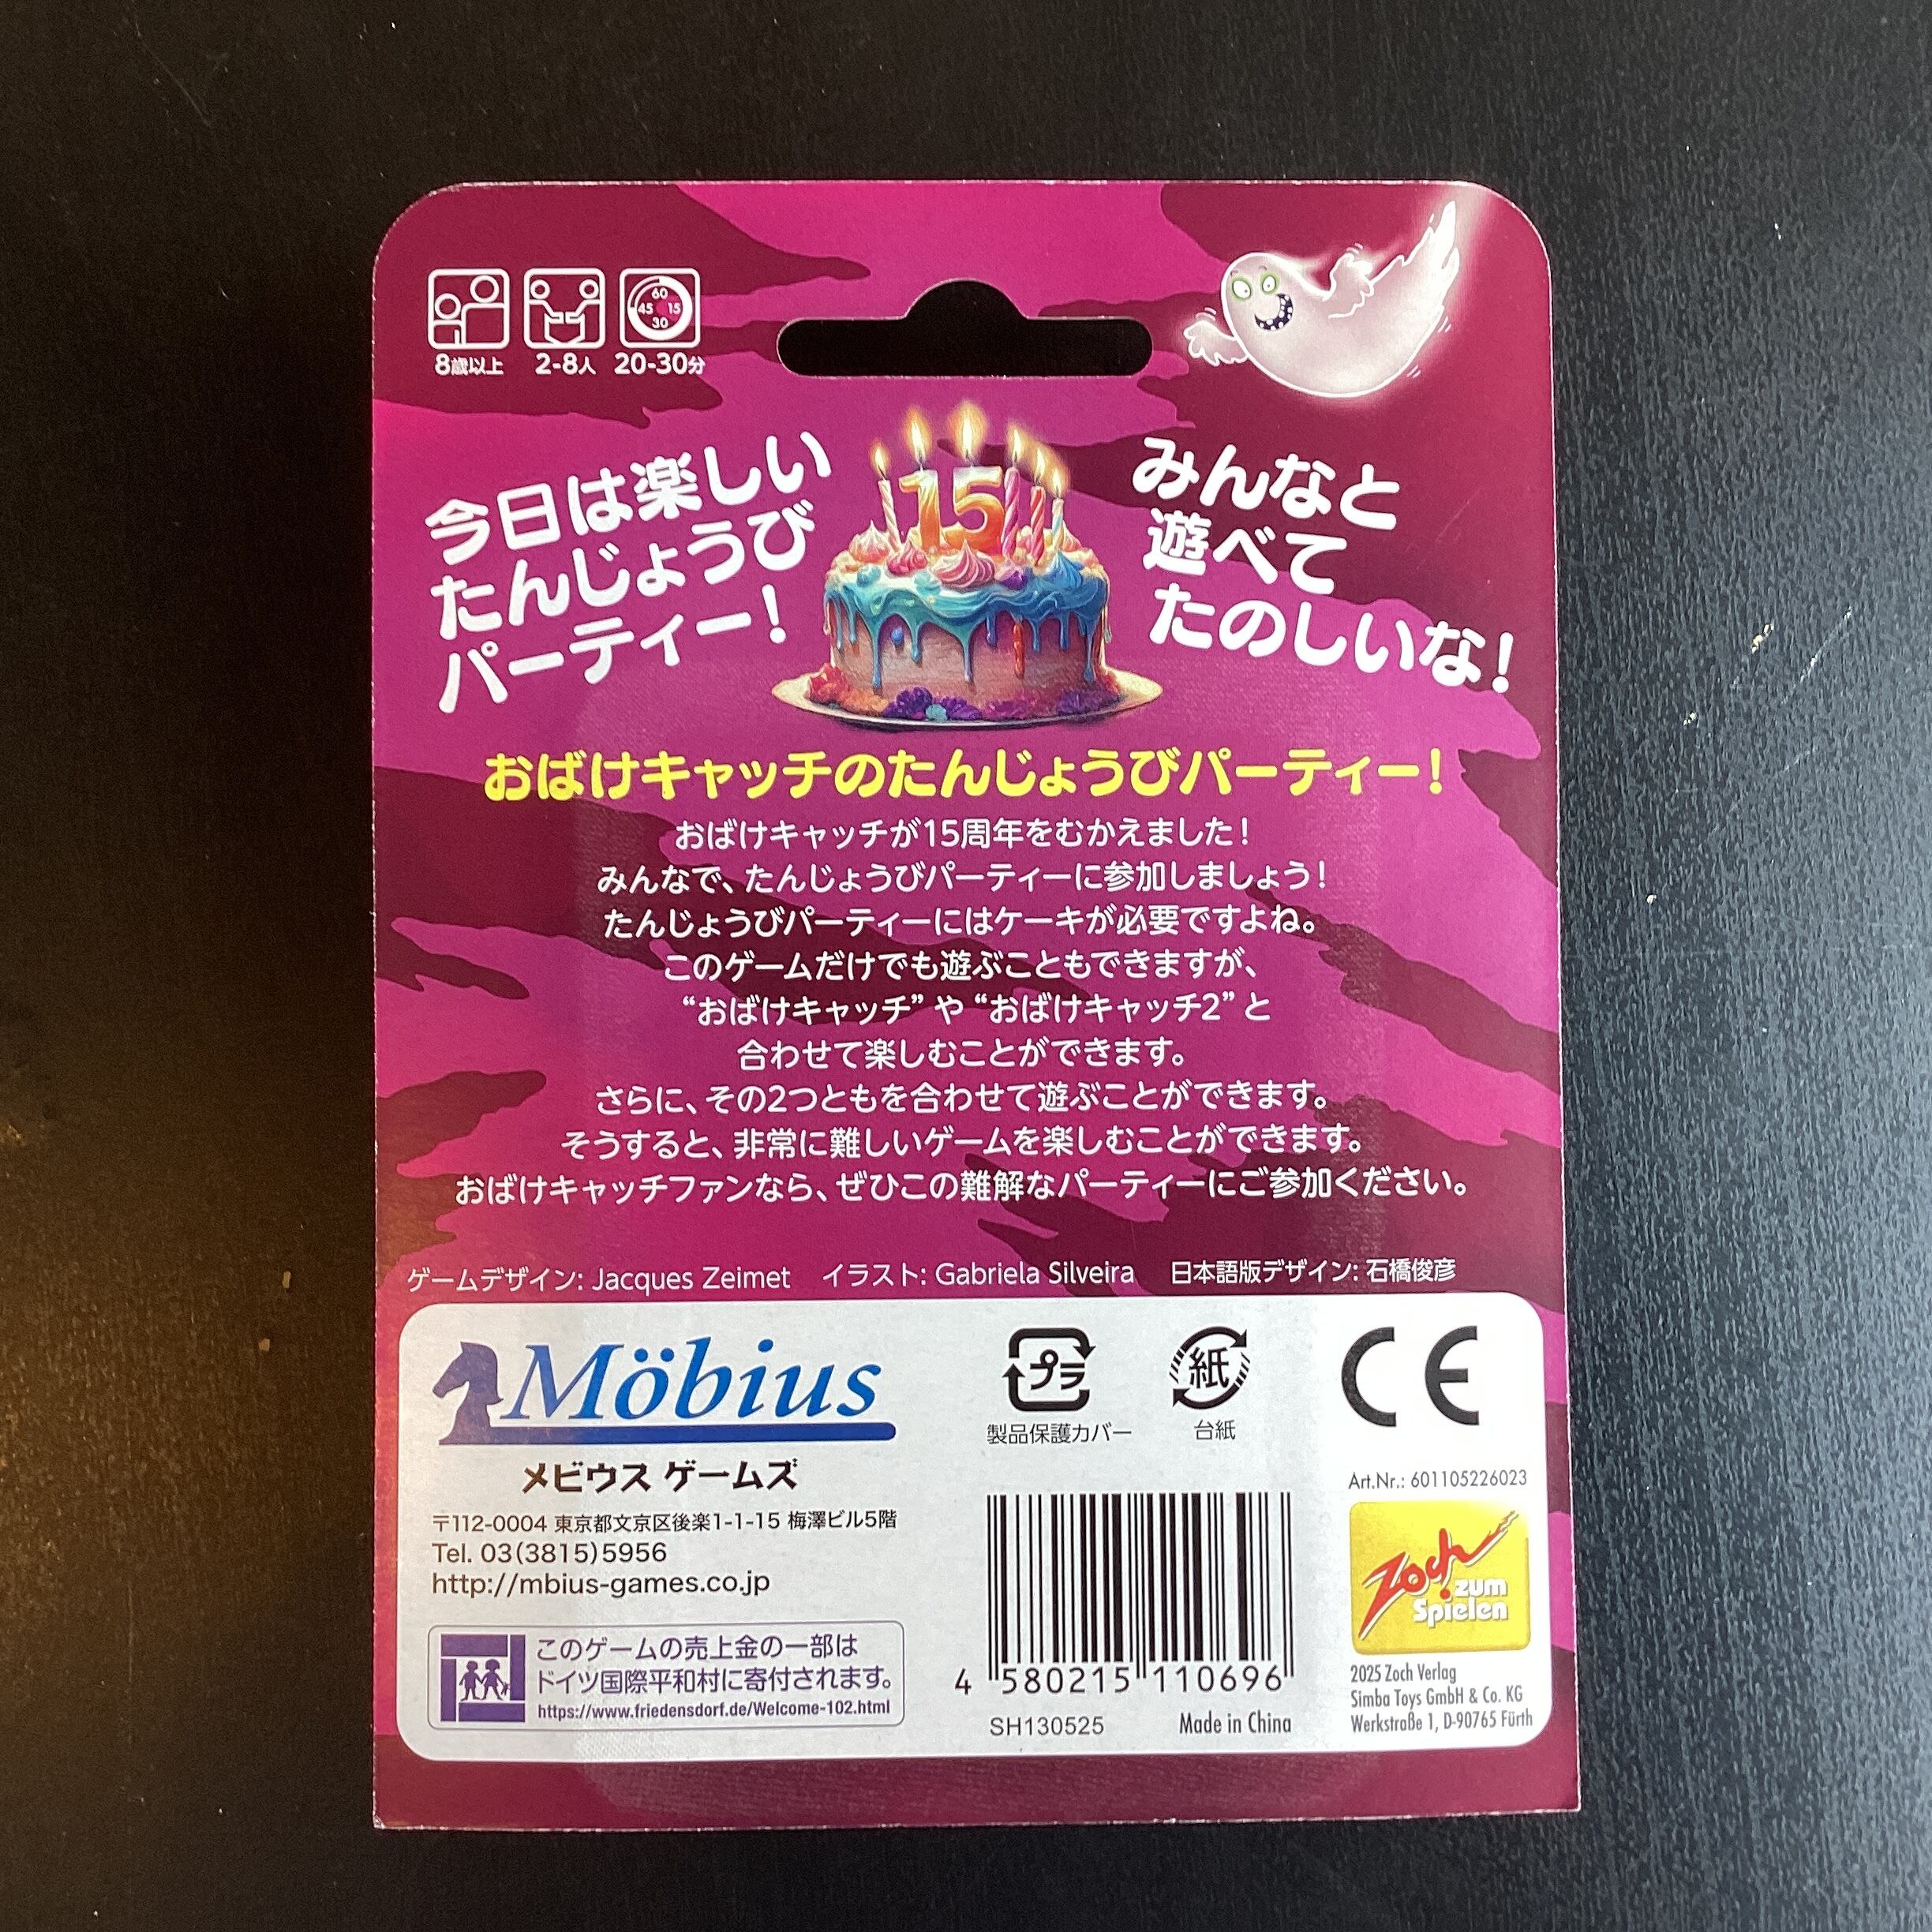 60
45 15
30
8歳以上
2-8人
20-30分
今日は楽しい
たんじょうび
パーティー!
15
みんなと
遊べて
たのしいな!
おばけキャッチのたんじょうびパーティー!
おばけキャッチが15周年をむかえました!
みんなで、たんじょうびパーティーに参加しましょう!
たんじょうびパーティーにはケーキが必要ですよね。
このゲームだけでも遊ぶこともできますが、
“おばけキャッチ” や “おばけキャッチ2” と
合わせて楽しむことができます。
さらに、その2つともを合わせて遊ぶことができます。
そうすると、非常に難しいゲームを楽しむことができます。
おばけキャッチファンなら、ぜひこの難解なパーティーにご参加ください。
ゲームデザイン: Jacques Zeimet イラスト: Gabriela Silveira 日本語版デザイン: 石橋俊彦
Möbius
メビウス ゲームズ
〒112-0004 東京都文京区後楽1-1-15 梅澤ビル5階
Tel. 03(3815)5956
http://mbius-games.co.jp
このゲームの売上金の一部は
ドイツ国際平和村に寄付されます。
https://www.friedensdorf.de/Welcome-102.html
プラ
製品保護カバー
紙
台紙
CE
4 580215 110696
SH130525
Made in China
Art.Nr.: 601105226023
Zoch
zum
Spielen
2025 Zoch Verlag
Simba Toys GmbH & Co. KG
Werkstraße 1, D-90765 Fürth